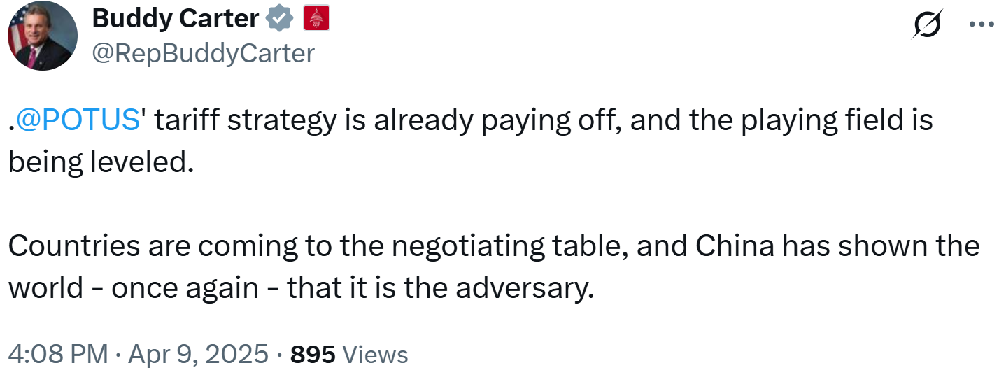 Buddy Carter
@RepBuddyCarter
.@POTUS' tariff strategy is already paying off, and the playing field is
being leveled.
Countries are coming to the negotiating table, and China has shown the
world - once again - that it is the adversary.
4:08 PM · Apr 9, 2025 · 895 Views